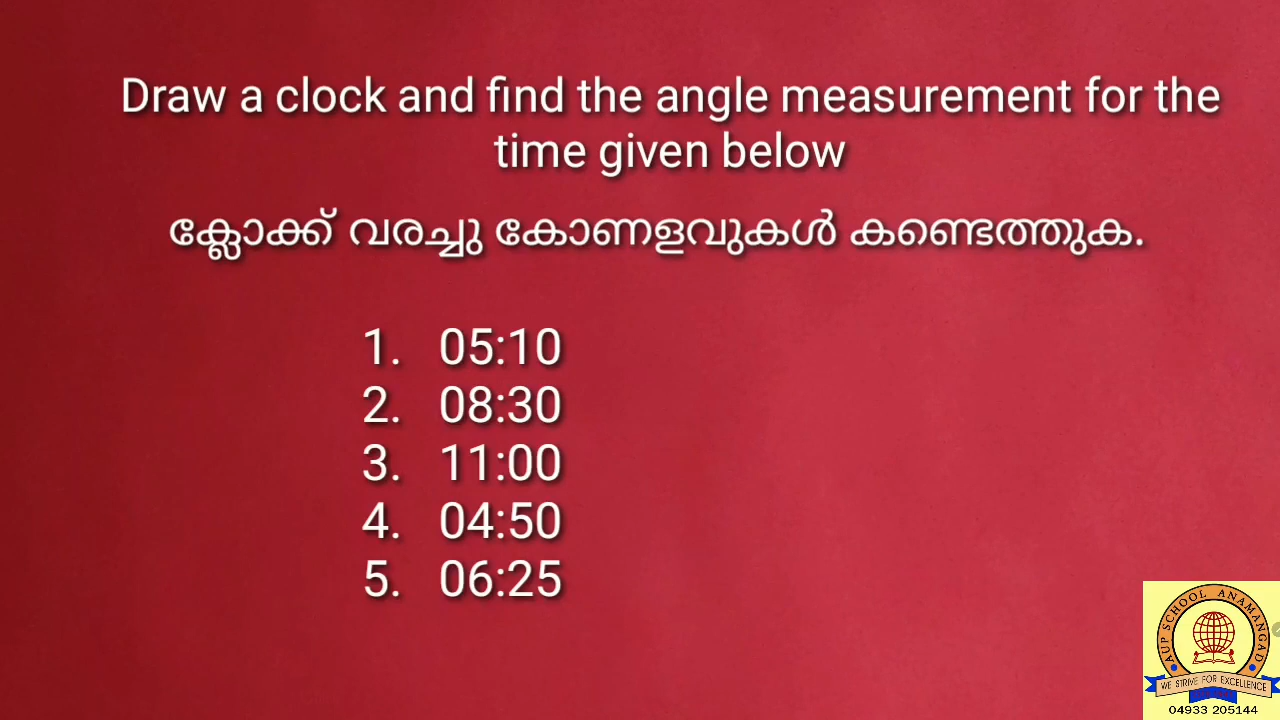 Draw a clock and find the angle measurement for the
time given below
ക്ലോക്ക് വരച്ചു കോണളവുകൾ കണ്ടെത്തുക.
1. 05:10
2. 08:30
3. 11:00
4. 04:50
5. 06:25
AUP SCHOOL ANAMANGAD
WE STRIVE FOR EXCELLENCE
04933 205144